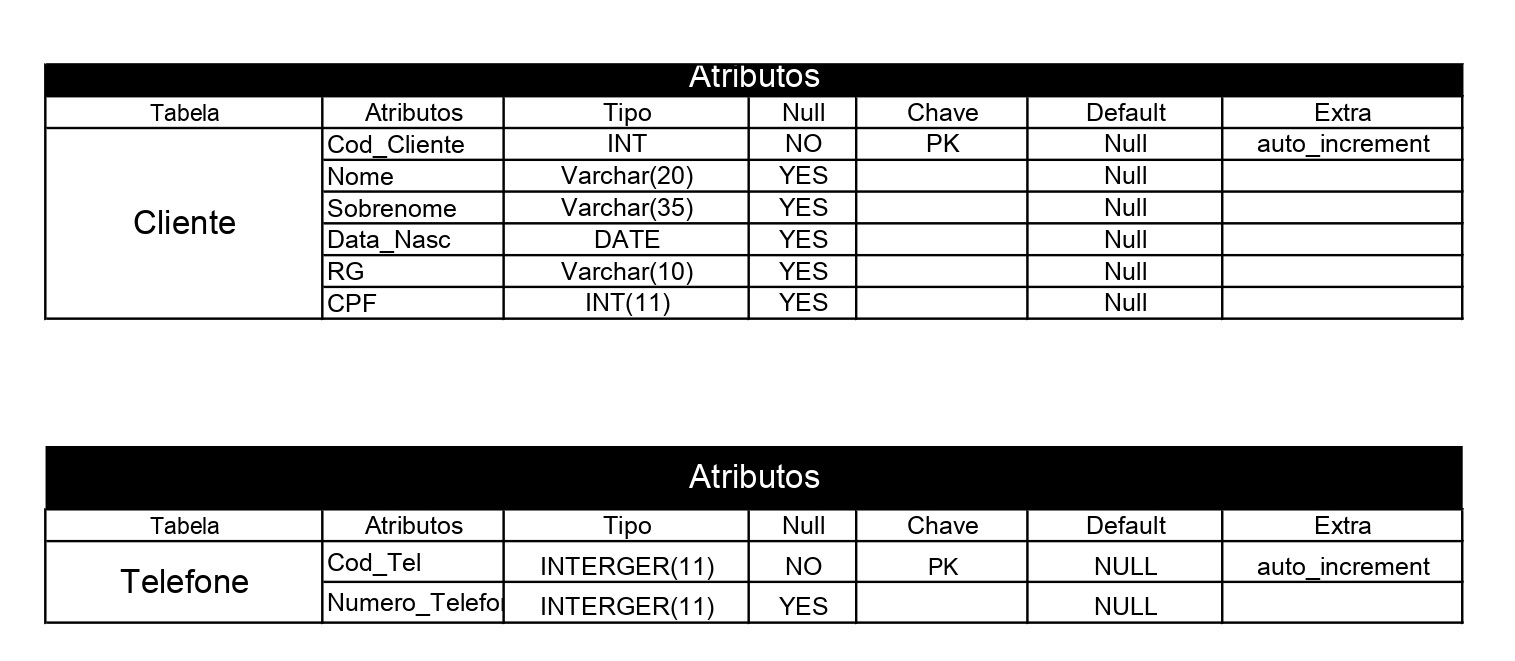 Atributos
Tabela Atributos Tipo Null Chave Default Extra
Cliente
Cod_Cliente INT NO PK Null auto_increment
Nome Varchar(20) YES Null
Sobrenome Varchar(35) YES Null
Data_Nasc DATE YES Null
RG Varchar(10) YES Null
CPF INT(11) YES Null
Atributos
Tabela Atributos Tipo Null Chave Default Extra
Telefone
Cod_Tel INTERGER(11) NO PK NULL auto_increment
Numero_Telefo INTERGER(11) YES NULL